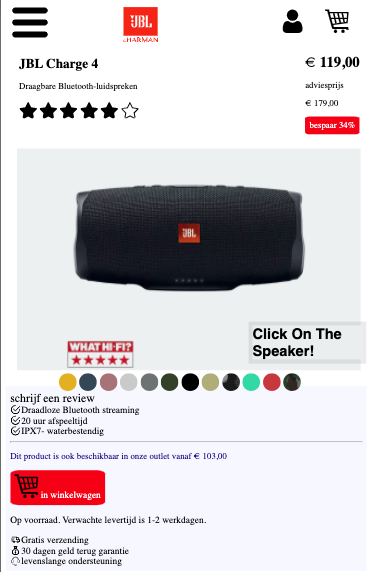 JBL
HARMAN
JBL Charge 4
€ 119,00
Draagbare Bluetooth-luidspreken
adviesprijs
€ 179,00
bespaar 34%
JBL
Click On The
Speaker!
WHAT HI-FI?
schrijf een review
Draadloze Bluetooth streaming
20 uur afspeeltijd
IPX7- waterbestendig
Dit product is ook beschikbaar in onze outlet vanaf € 103,00
in winkelwagen
Op voorraad. Verwachte levertijd is 1-2 werkdagen.
Gratis verzending
30 dagen geld terug garantie
levenslange ondersteuning